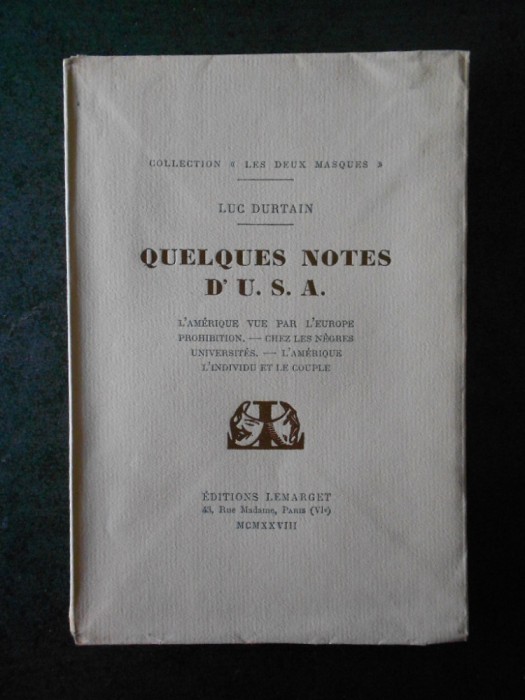 COLLECTION « LES DEUX MASQUES »
LUC DURTAIN
QUELQUES NOTES
D'U. S. A.
L'AMÉRIQUE VUE PAR L'EUROPE
PROHIBITION. — CHEZ LES NÈGRES
UNIVERSITÉS. — L'AMÉRIQUE
L'INDIVIDU ET LE COUPLE
ÉDITIONS LEMARGET
43, Rue Madame, Paris (VIe)
MCMXXVIII